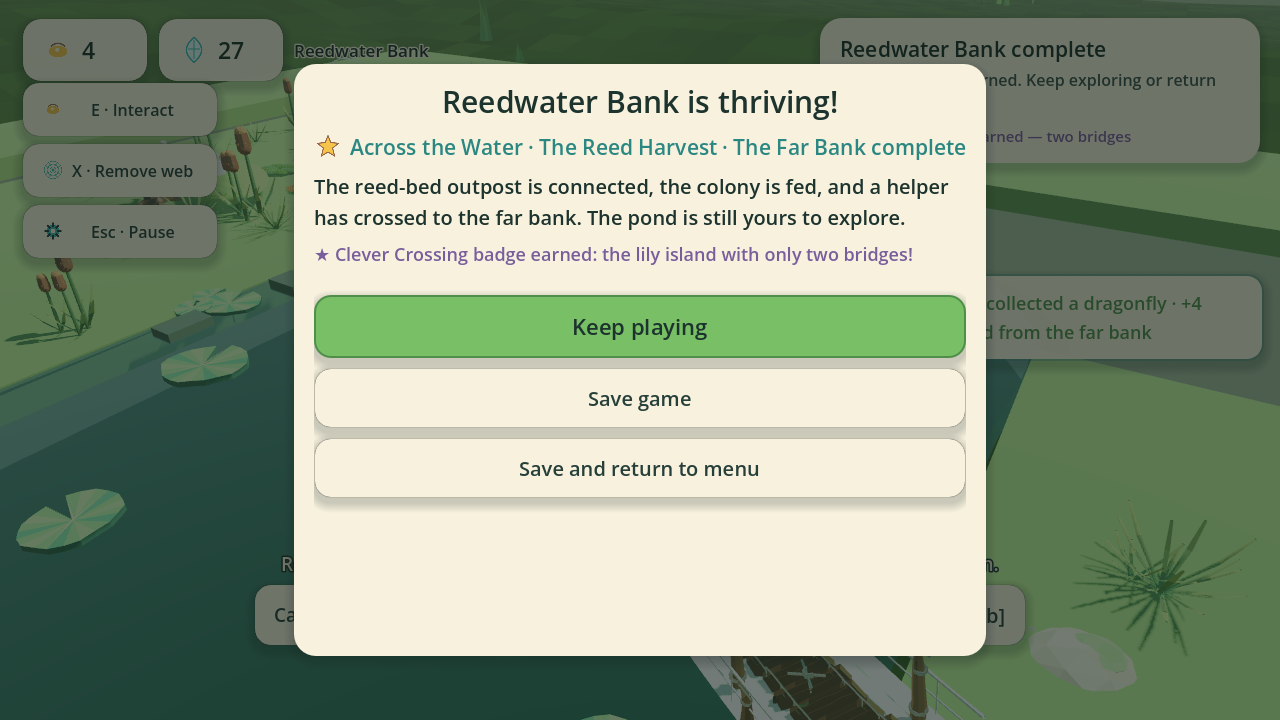 4
27
Reedwater Bank
E · Interact
X · Remove web
Esc · Pause
Reedwater Bank complete
Keep exploring or return
two bridges
collected a dragonfly · +4
from the far bank
Reedwater Bank is thriving!
Across the Water · The Reed Harvest · The Far Bank complete
The reed-bed outpost is connected, the colony is fed, and a helper
has crossed to the far bank. The pond is still yours to explore.
★ Clever Crossing badge earned: the lily island with only two bridges!
Keep playing
Save game
Save and return to menu